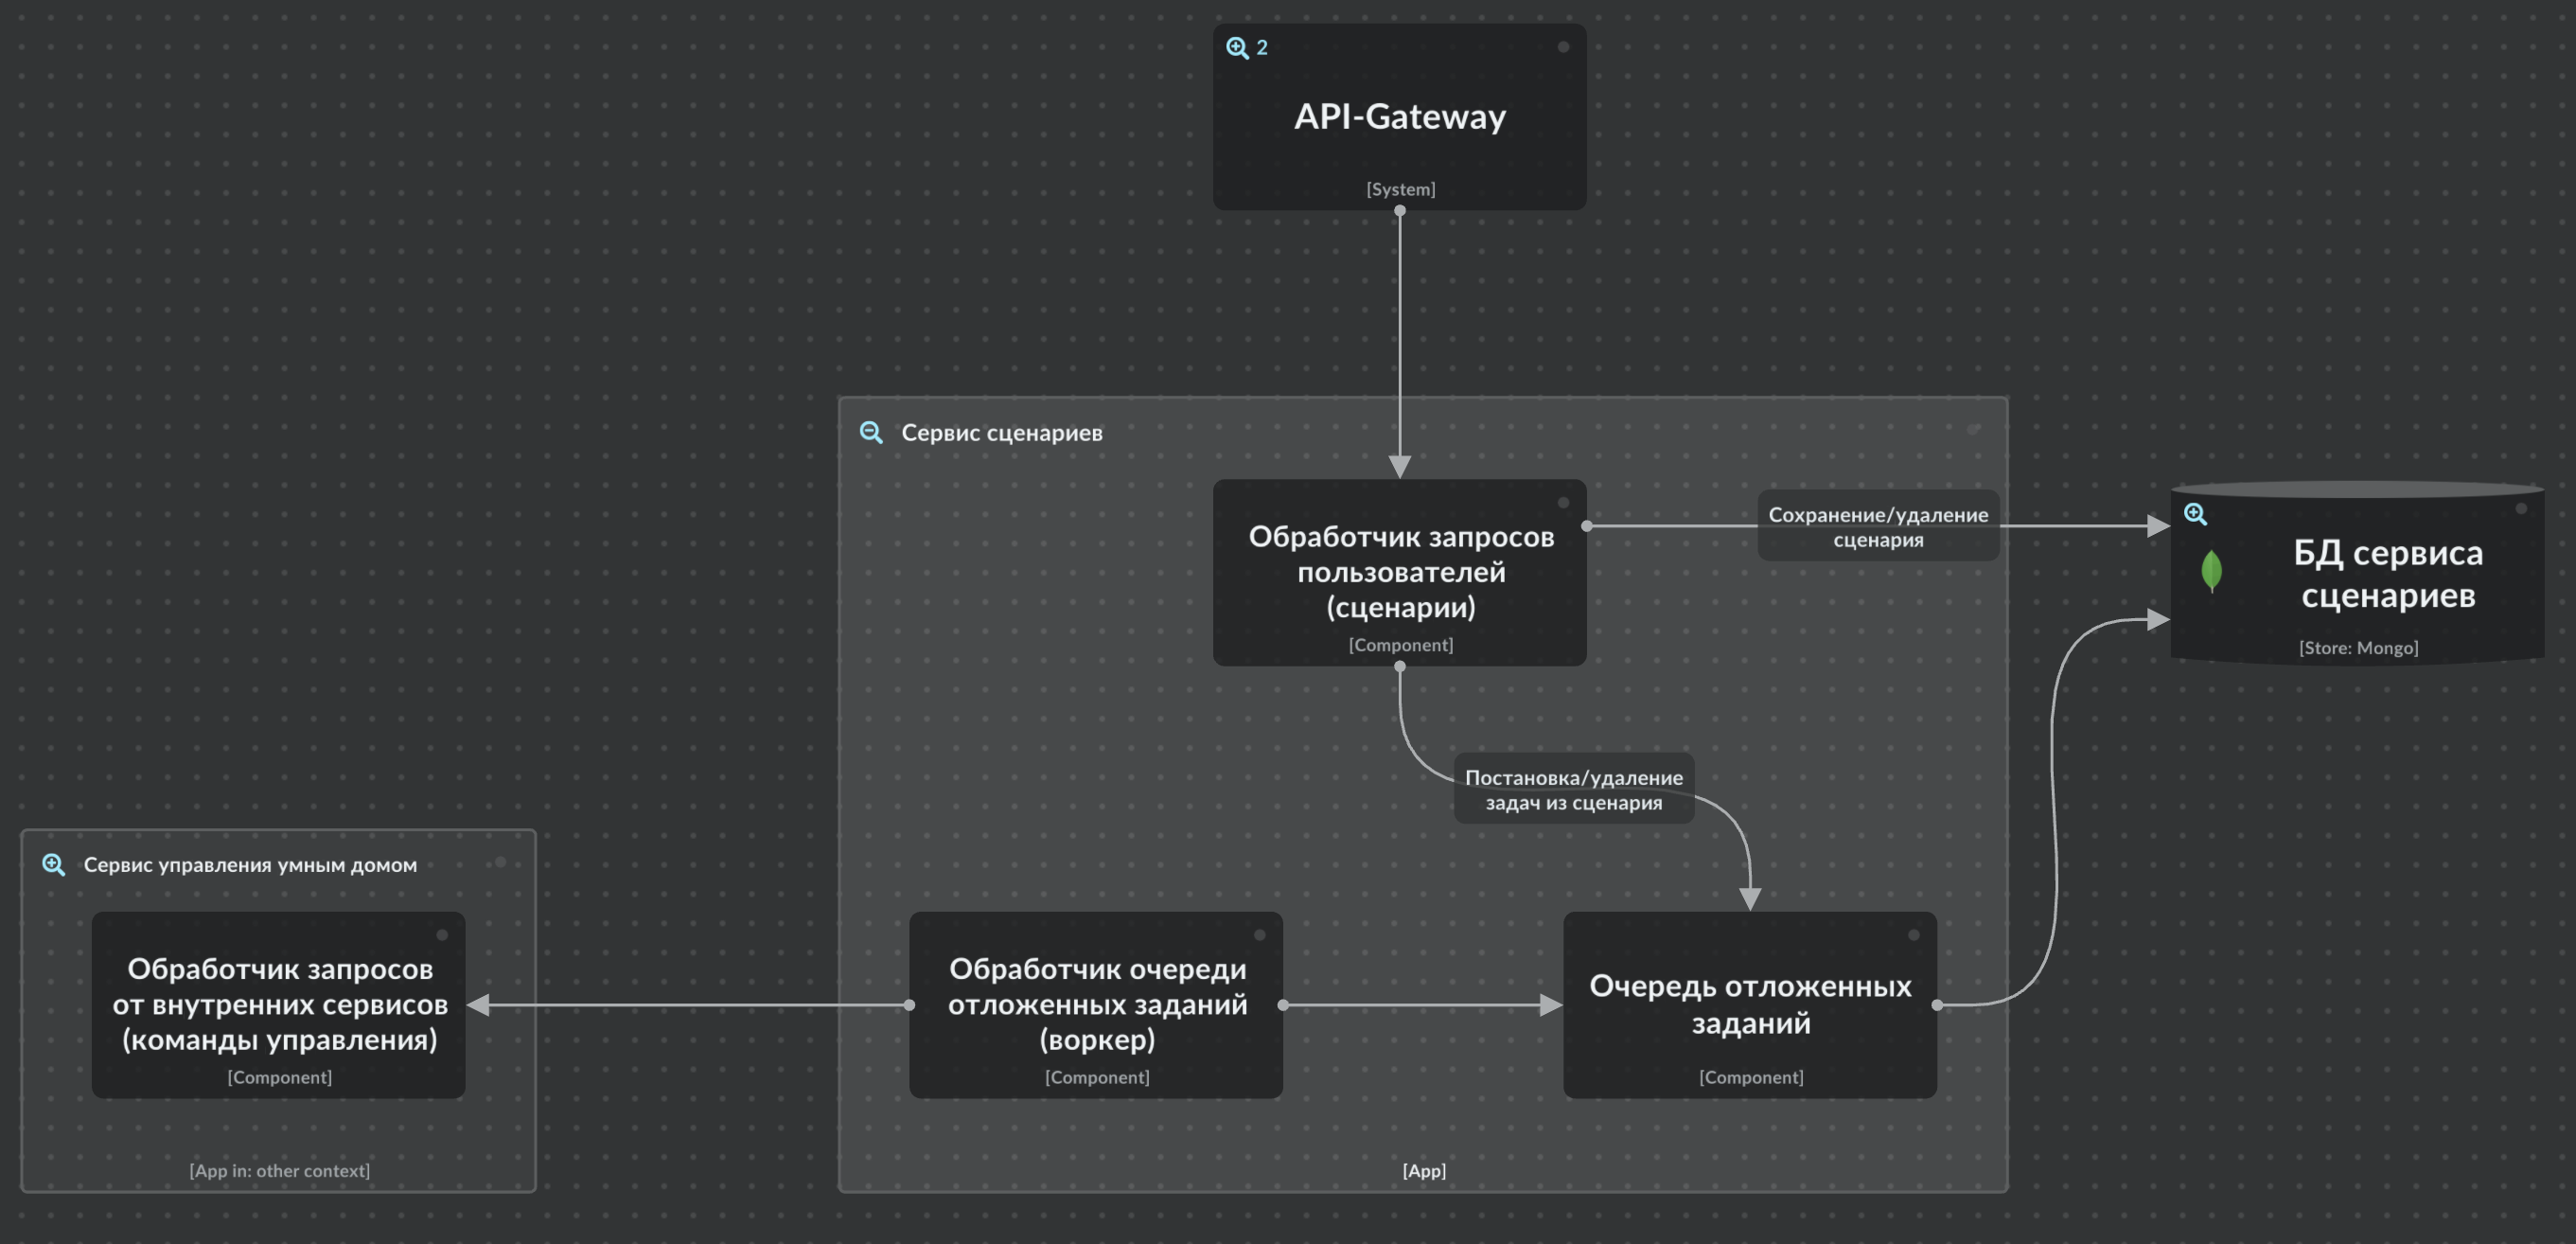 2
API-Gateway
[System]
Сервис сценариев
Обработчик запросов
пользователей
(сценарии)
[Component]
Сохранение/удаление
сценария
БД сервиса
сценариев
[Store: Mongo]
Постановка/удаление
задач из сценария
Сервис управления умным домом
Обработчик запросов
от внутренних сервисов
(команды управления)
[Component]
[App in: other context]
Обработчик очереди
отложенных заданий
(воркер)
[Component]
Очередь отложенных
заданий
[Component]
[App]